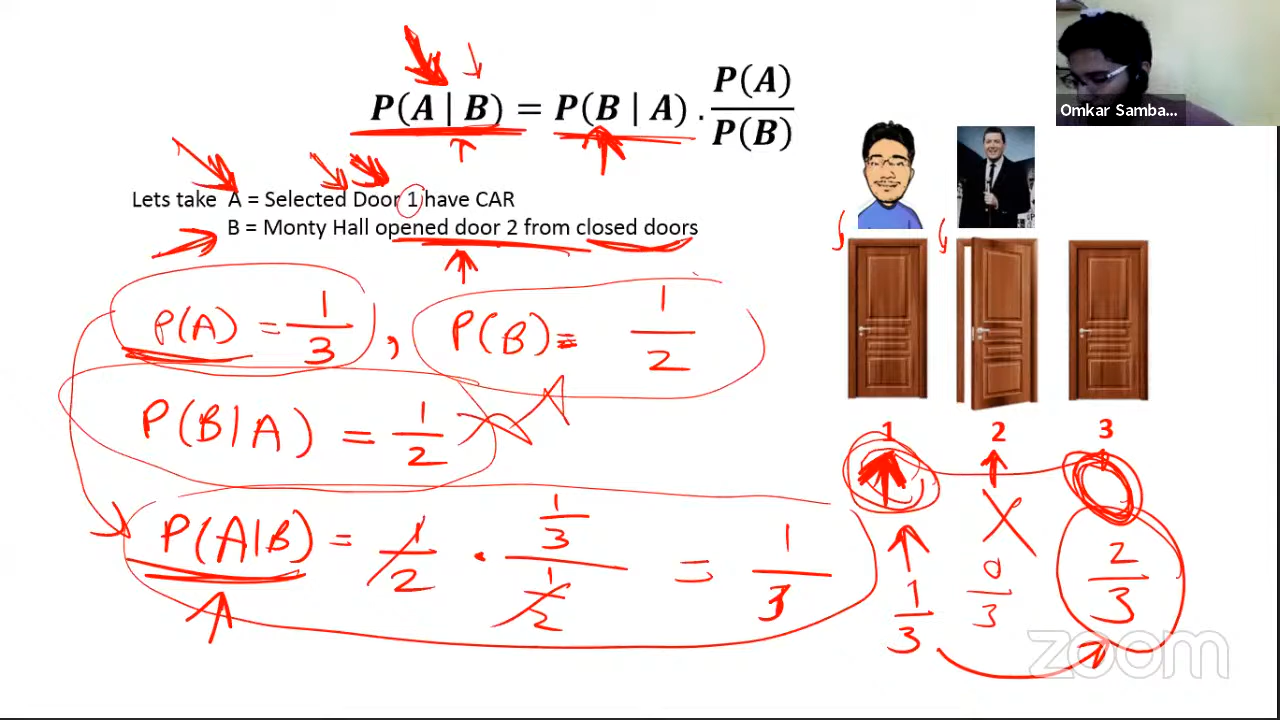 Omkar Samba...
P(A | B) = P(B | A) . P(A) / P(B)
Lets take A = Selected Door 1 have CAR
B = Monty Hall opened door 2 from closed doors
P(A) = 1/3 , P(B) = 1/2
P(B|A) = 1/2
P(A|B) = 1/2 . 1/3 / 1/2 = 1/3
1 2 3
1/3 0/3 2/3
zoom